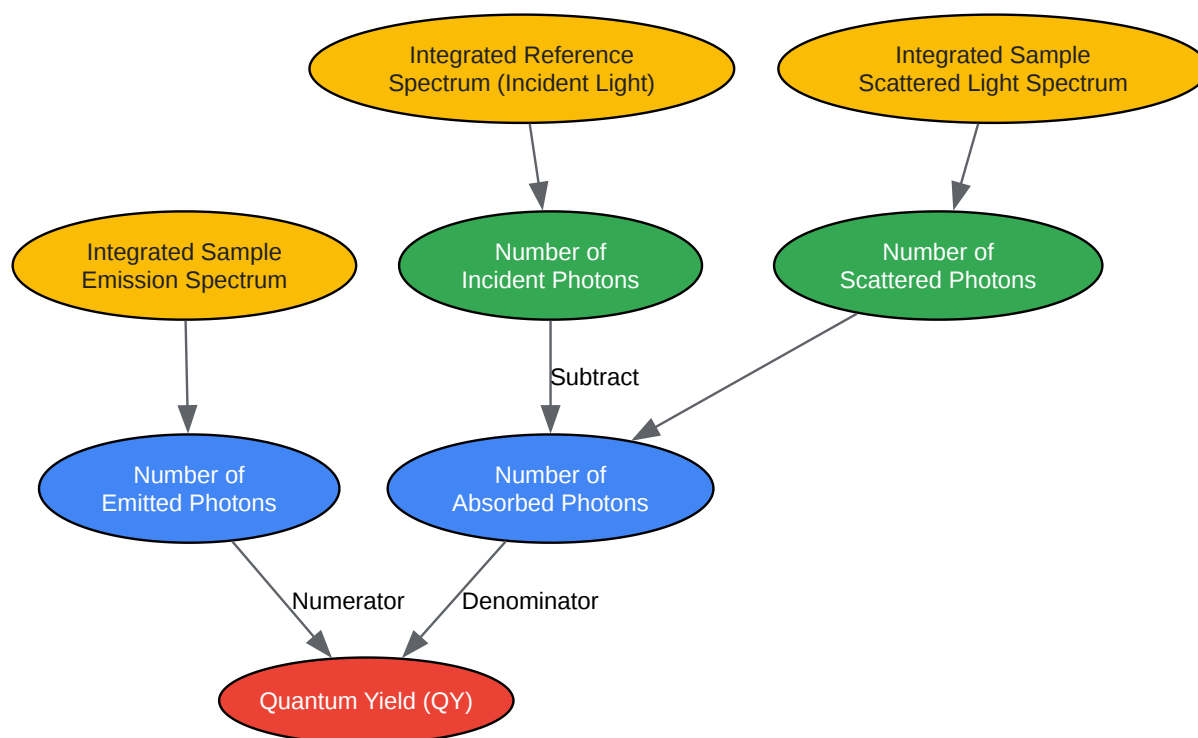 Integrated Reference
Spectrum (Incident Light)
Integrated Sample
Scattered Light Spectrum
Integrated Sample
Emission Spectrum
Number of
Incident Photons
Number of
Scattered Photons
Subtract
Number of
Emitted Photons
Number of
Absorbed Photons
Numerator
Denominator
Quantum Yield (QY)